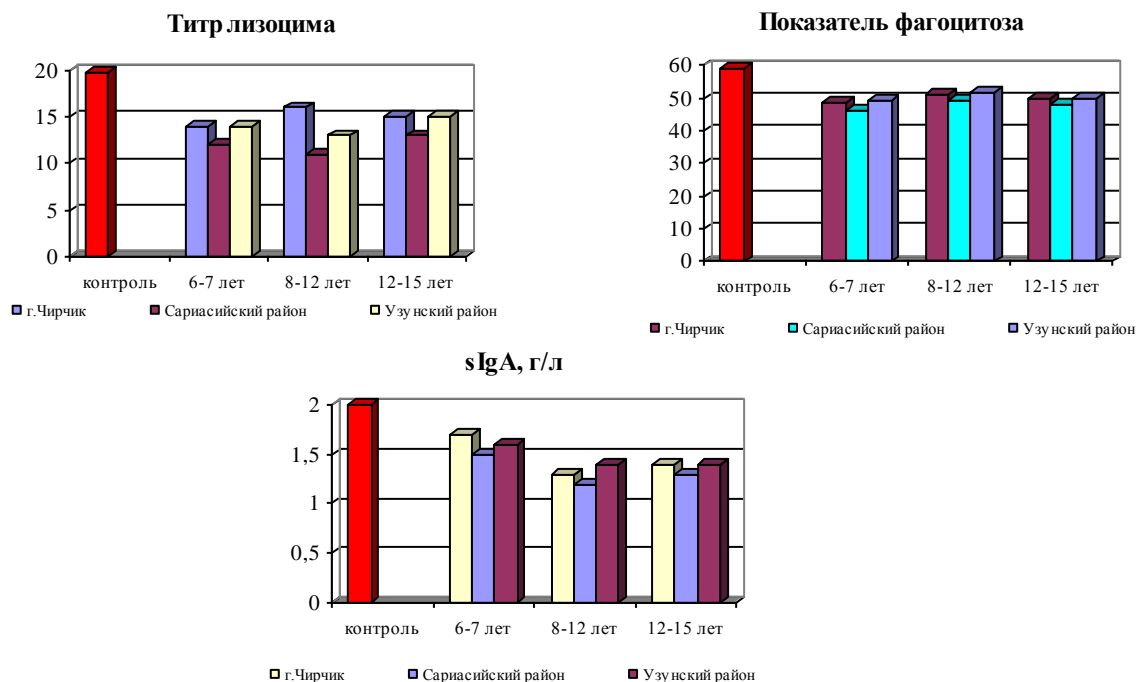 Титр лизоцима
20
15
10
5
0
контроль 6-7 лет 8-12 лет 12-15 лет
г.Чирчик Сариасийский район Узунский район
Показатель фагоцитоза
60
50
40
30
20
10
0
контроль 6-7 лет 8-12 лет 12-15 лет
г.Чирчик Сариасийский район Узунский район
sIgA, г/л
2
1,5
1
0,5
0
контроль 6-7 лет 8-12 лет 12-15 лет
г.Чирчик Сариасийский район Узунский район